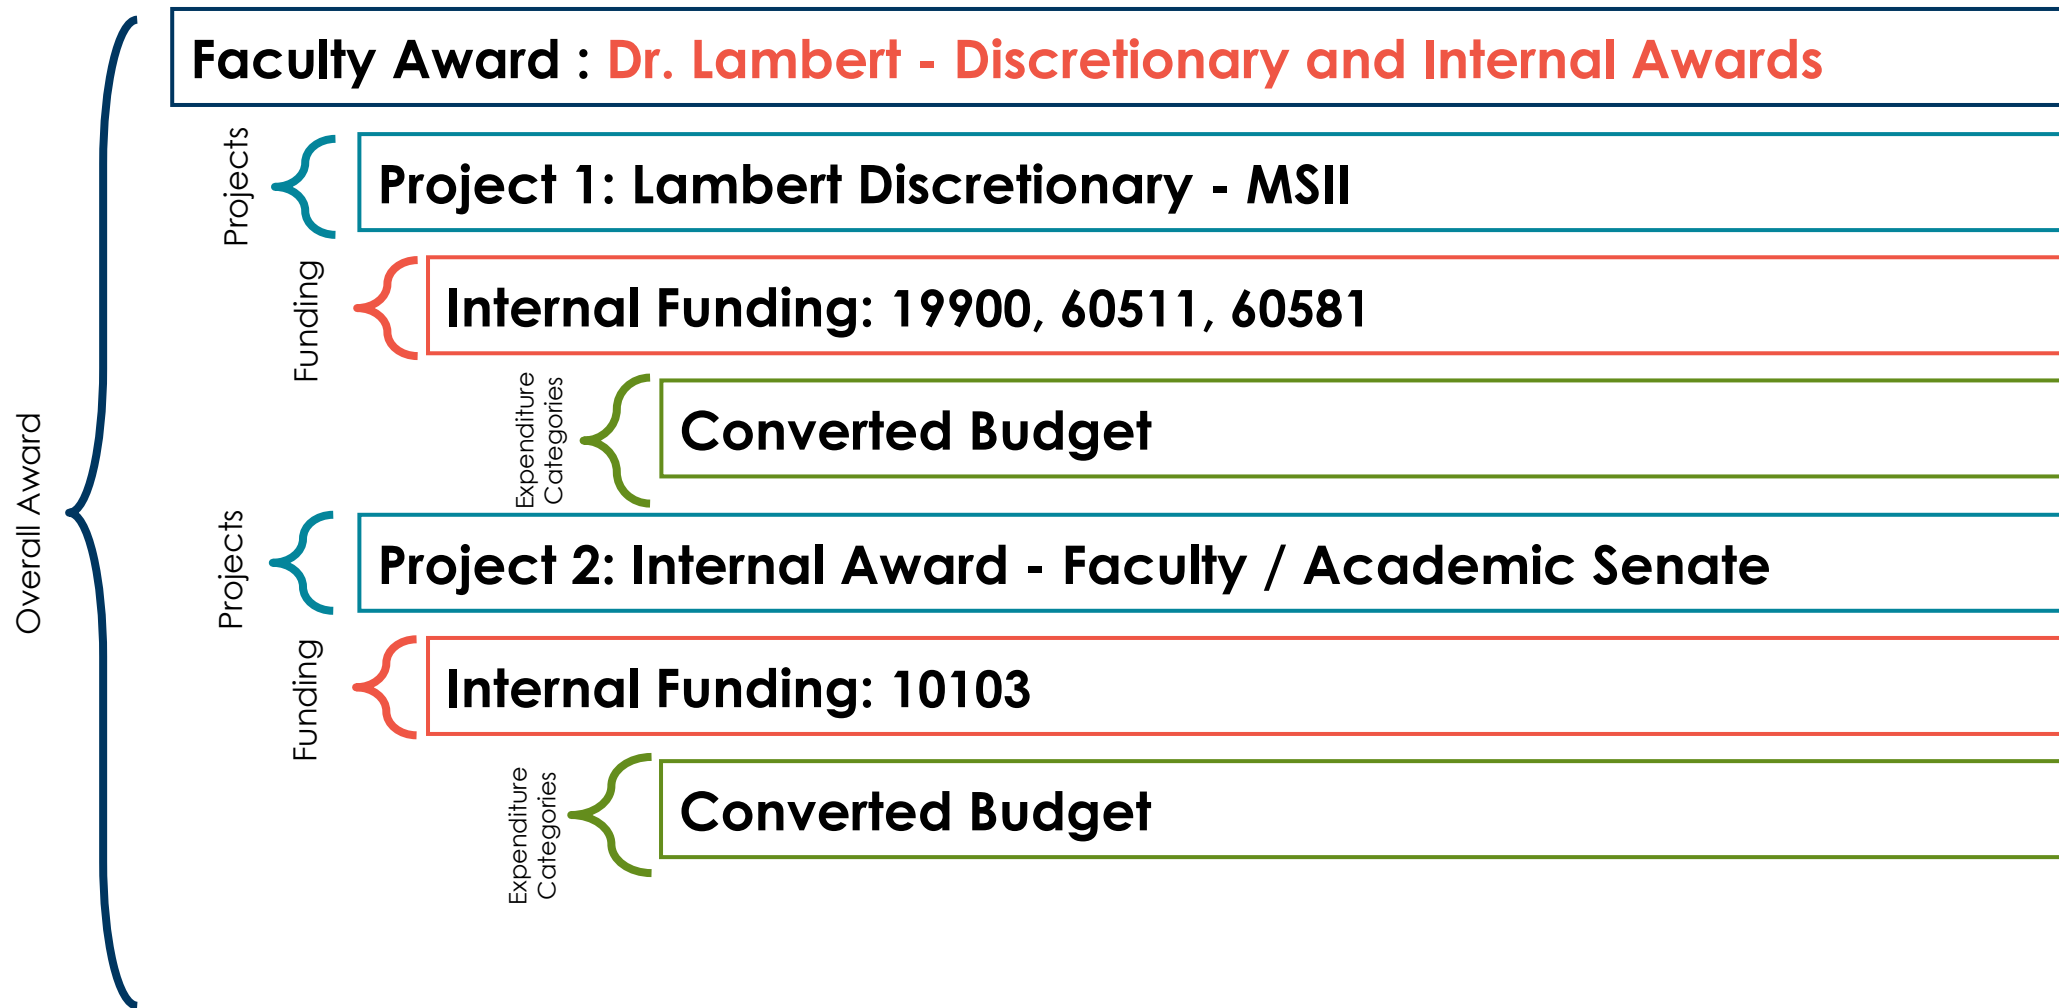 Faculty Award : Dr. Lambert - Discretionary and Internal Awards
Projects
Project 1: Lambert Discretionary - MSII
Funding
Internal Funding: 19900, 60511, 60581
Expenditure
Categories
Converted Budget
Overall Award
Projects
Project 2: Internal Award - Faculty / Academic Senate
Funding
Internal Funding: 10103
Expenditure
Categories
Converted Budget